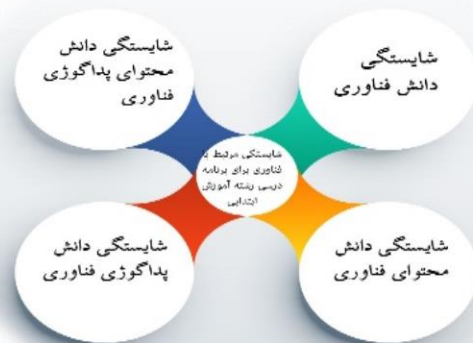 شایستگی
دانش فناوری
شایستگی دانش
محتوای پداگوژی
فناوری
شایستگی مرتبط با
فناوری برای برنامه
درسی رشته آموزش
ابتدایی
شایستگی دانش
محتوای فناوری
شایستگی دانش
پداگوژی فناوری